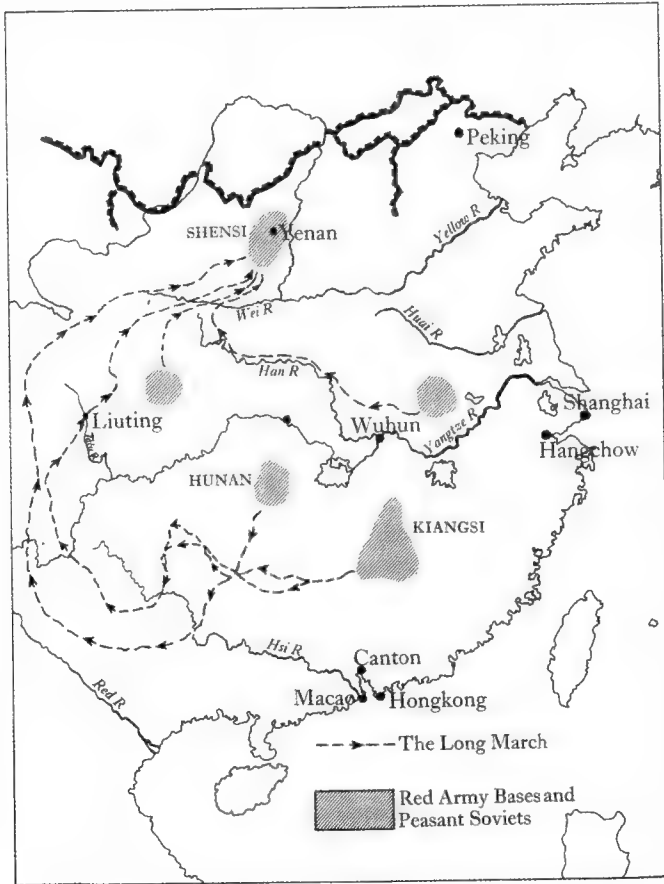 Peking
SHENSI
Yenan
Yellow R
Wei R
Huai R
Han R
Liuting
Tatu R
Wuhun
Yangtze R
Shanghai
Hangchow
HUNAN
KIANGSI
Hsi R
Canton
Red R
Macao
Hongkong
The Long March
Red Army Bases and
Peasant Soviets